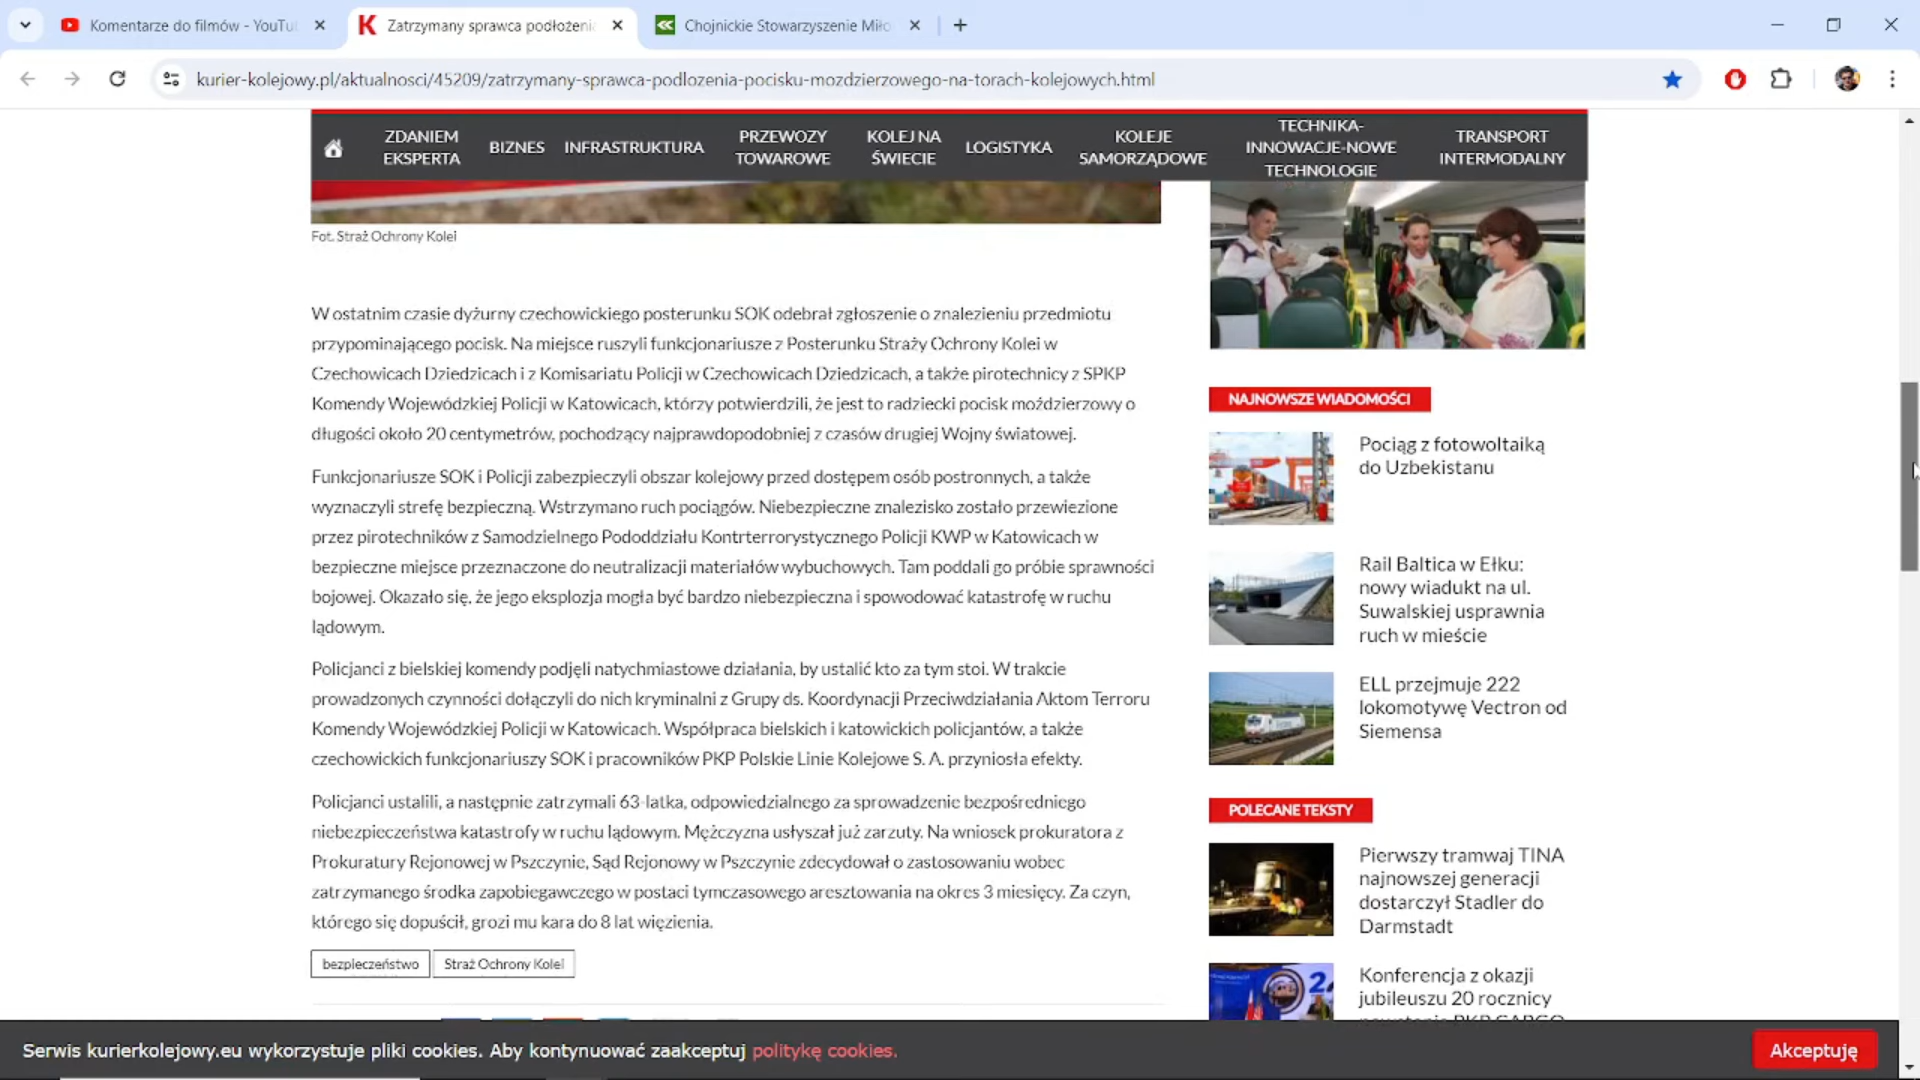 Komentarze do filmów - YouTu
Zatrzymany sprawca podłożeni
Chojnickie Stowarzyszenie Miło
kurier-kolejowy.pl/aktualnosci/45209/zatrzymany-sprawca-podlozenia-pocisku-mozdzierzowego-na-torach-kolejowych.html
ZDANIEM EKSPERTA
BIZNES
INFRASTRUKTURA
PRZEWOZY TOWAROWE
KOLEJ NA ŚWIECIE
LOGISTYKA
KOLEJE SAMORZĄDOWE
TECHNIKA-INNOWACJE-NOWE TECHNOLOGIE
TRANSPORT INTERMODALNY
Fot. Straż Ochrony Kolei
W ostatnim czasie dyżurny czechowickiego posterunku SOK odebrał zgłoszenie o znalezieniu przedmiotu
przypominającego pocisk. Na miejsce ruszyli funkcjonariusze z Posterunku Straży Ochrony Kolei w
Czechowicach Dziedzicach i z Komisariatu Policji w Czechowicach Dziedzicach, a także pirotechnicy z SPKP
Komendy Wojewódzkiej Policji w Katowicach, którzy potwierdzili, że jest to radziecki pocisk moździerzowy o
długości około 20 centymetrów, pochodzący najprawdopodobniej z czasów drugiej Wojny światowej.
Funkcjonariusze SOK i Policji zabezpieczyli obszar kolejowy przed dostępem osób postronnych, a także
wyznaczyli strefę bezpieczną. Wstrzymano ruch pociągów. Niebezpieczne znalezisko zostało przewiezione
przez pirotechników z Samodzielnego Pododdziału Kontrterrorystycznego Policji KWP w Katowicach w
bezpieczne miejsce przeznaczone do neutralizacji materiałów wybuchowych. Tam poddali go próbie sprawności
bojowej. Okazało się, że jego eksplozja mogła być bardzo niebezpieczna i spowodować katastrofę w ruchu
lądowym.
Policjanci z bielskiej komendy podjęli natychmiastowe działania, by ustalić kto za tym stoi. W trakcie
prowadzonych czynności dołączyli do nich kryminalni z Grupy ds. Koordynacji Przeciwdziałania Aktom Terroru
Komendy Wojewódzkiej Policji w Katowicach. Współpraca bielskich i katowickich policjantów, a także
czechowickich funkcjonariuszy SOK i pracowników PKP Polskie Linie Kolejowe S. A. przyniosła efekty.
Policjanci ustalili, a następnie zatrzymali 63-latka, odpowiedzialnego za sprowadzenie bezpośredniego
niebezpieczeństwa katastrofy w ruchu lądowym. Mężczyzna usłyszał już zarzuty. Na wniosek prokuratora z
Prokuratury Rejonowej w Pszczynie, Sąd Rejonowy w Pszczynie zdecydował o zastosowaniu wobec
zatrzymanego środka zapobiegawczego w postaci tymczasowego aresztowania na okres 3 miesięcy. Za czyn,
którego się dopuścił, grozi mu kara do 8 lat więzienia.
bezpieczeństwo
Straż Ochrony Kolei
NAJNOWSZE WIADOMOŚCI
Pociąg z fotowoltaiką
do Uzbekistanu
Rail Baltica w Ełku:
nowy wiadukt na ul.
Suwalskiej usprawnia
ruch w mieście
ELL przejmuje 222
lokomotywę Vectron od
Siemensa
POLECANE TEKSTY
Pierwszy tramwaj TINA
najnowszej generacji
dostarczył Stadler do
Darmstadt
Konferencja z okazji
jubileuszu 20 rocznicy
powstania PKP CARGO
Serwis kurierkolejowy.eu wykorzystuje pliki cookies. Aby kontynuować zaakceptuj politykę cookies.
Akceptuję